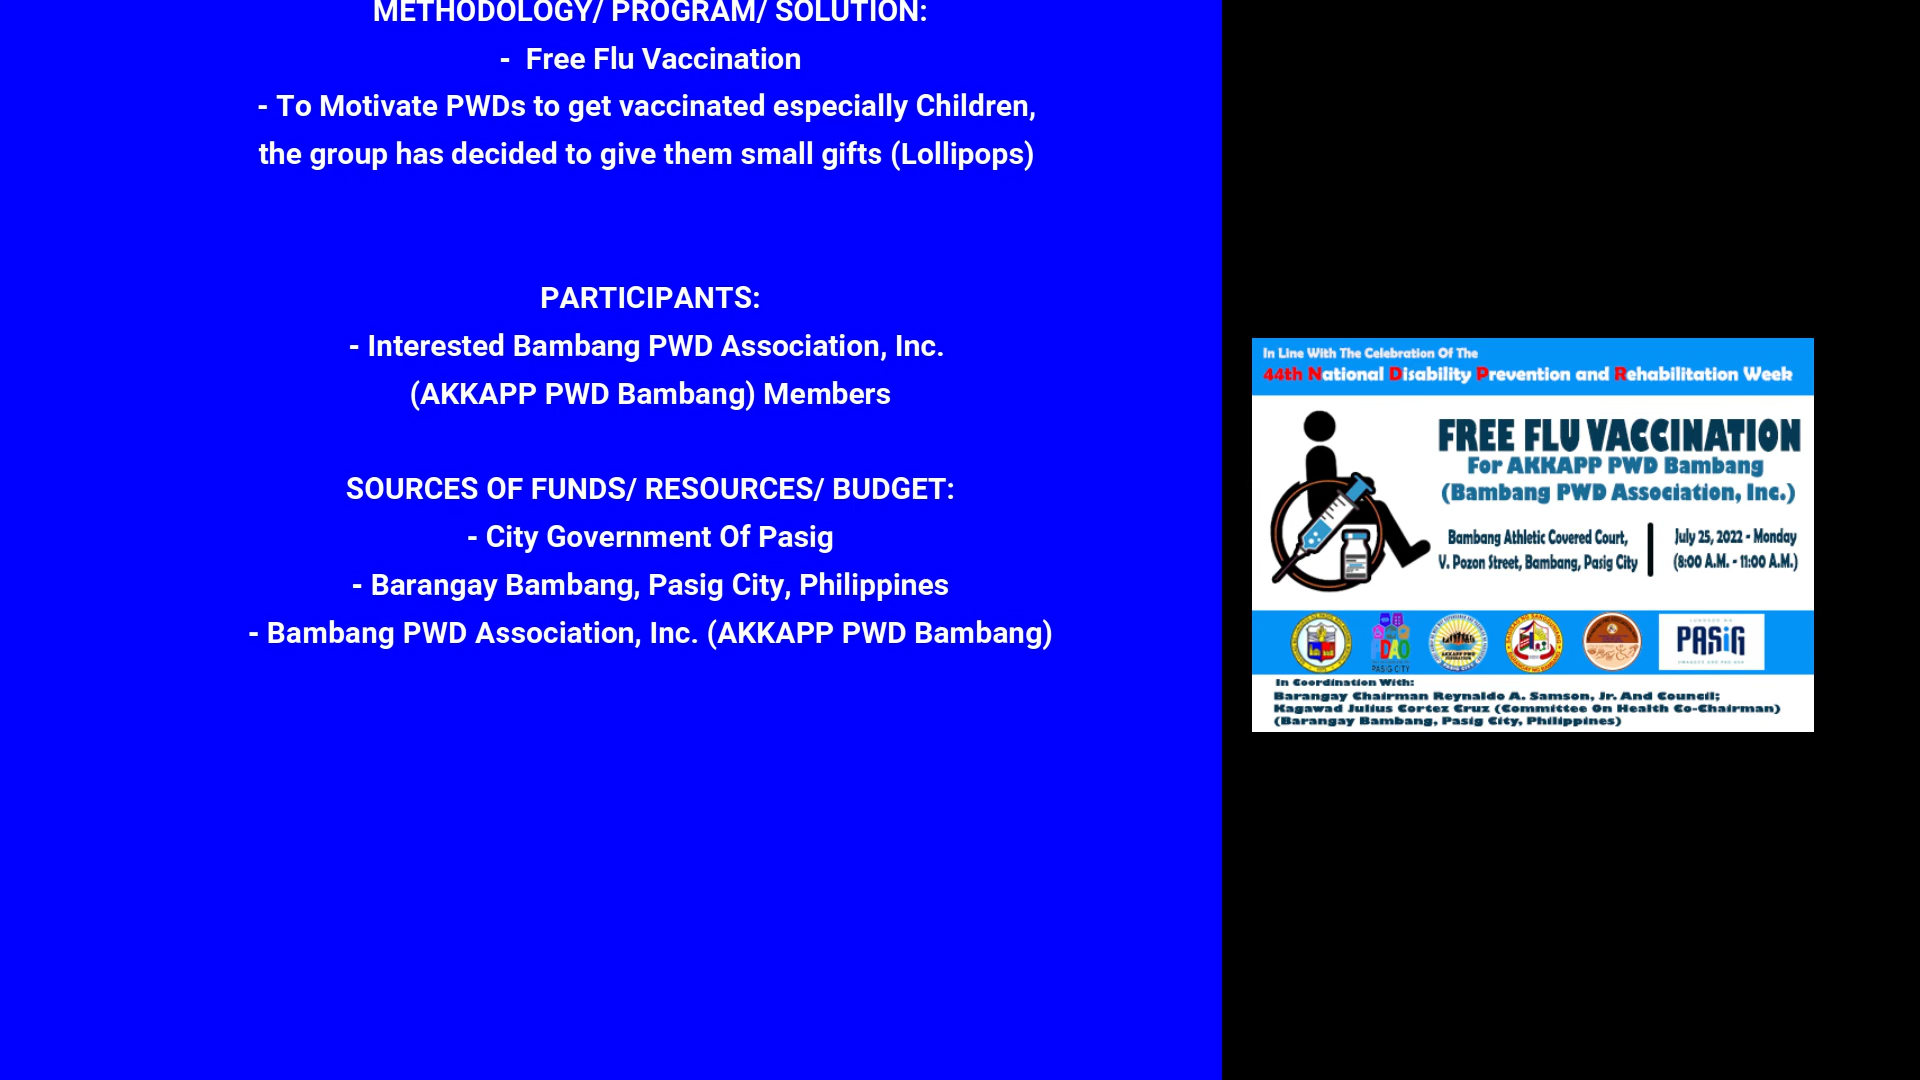 METHODOLOGY/ PROGRAM/ SOLUTION:
- Free Flu Vaccination
- To Motivate PWDs to get vaccinated especially Children,
the group has decided to give them small gifts (Lollipops)
PARTICIPANTS:
- Interested Bambang PWD Association, Inc.
(AKKAPP PWD Bambang) Members
SOURCES OF FUNDS/ RESOURCES/ BUDGET:
- City Government Of Pasig
- Barangay Bambang, Pasig City, Philippines
- Bambang PWD Association, Inc. (AKKAPP PWD Bambang)
In Line With The Celebration Of The
44th National Disability Prevention and Rehabilitation Week
FREE FLU VACCINATION
For AKKAPP PWD Bambang
(Bambang PWD Association, Inc.)
Bambang Athletic Covered Court,
V. Pozon Street, Bambang, Pasig City
July 25, 2022 - Monday
(8:00 A.M. - 11:00 A.M.)
PDAO
PASIG CITY
AKKAPP PWD
PASiG
In Coordination With:
Barangay Chairman Reynaldo A. Samson, Jr. And Council;
Kagawad Julius Cortez Cruz (Committee On Health Co-Chairman)
(Barangay Bambang, Pasig City, Philippines)